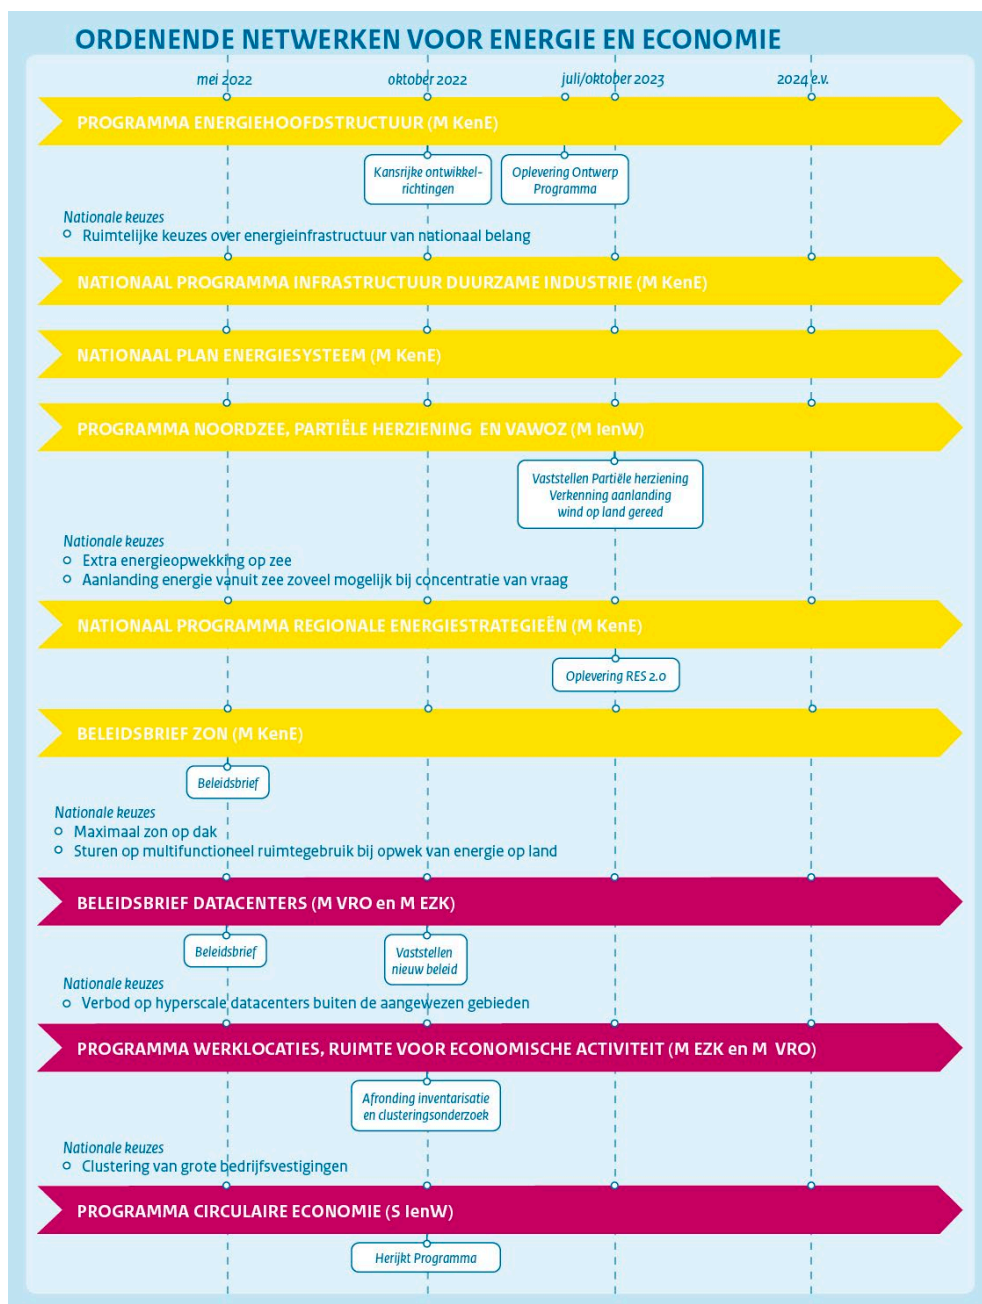 ORDENENDE NETWERKEN VOOR ENERGIE EN ECONOMIE
mei 2022
oktober 2022
juli/oktober 2023
2024 e.v.
PROGRAMMA ENERGIEHOOFDSTRUCTUUR (M KenE)
Kansrijke ontwikkel-
richtingen
Oplevering Ontwerp
Programma
Nationale keuzes
Ruimtelijke keuzes over energieinfrastructuur van nationaal belang
NATIONAAL PROGRAMMA INFRASTRUCTUUR DUURZAME INDUSTRIE (M KenE)
NATIONAAL PLAN ENERGIESYSTEEM (M KenE)
PROGRAMMA NOORDZEE, PARTIËLE HERZIENING EN VAWOZ (M IenW)
Vaststellen Partiële herziening
Verkenning aanlanding
wind op land gereed
Nationale keuzes
Extra energieopwekking op zee
Aanlanding energie vanuit zee zoveel mogelijk bij concentratie van vraag
NATIONAAL PROGRAMMA REGIONALE ENERGIESTRATEGIEËN (M KenE)
Oplevering RES 2.0
BELEIDSBRIEF ZON (M KenE)
Beleidsbrief
Nationale keuzes
Maximaal zon op dak
Sturen op multifunctioneel ruimtegebruik bij opwek van energie op land
BELEIDSBRIEF DATACENTERS (M VRO en M EZK)
Beleidsbrief
Vaststellen
nieuw beleid
Nationale keuzes
Verbod op hyperscale datacenters buiten de aangewezen gebieden
PROGRAMMA WERKLOCATIES, RUIMTE VOOR ECONOMISCHE ACTIVITEIT (M EZK en M VRO)
Afronding inventarisatie
en clusteringsonderzoek
Nationale keuzes
Clustering van grote bedrijfsvestigingen
PROGRAMMA CIRCULAIRE ECONOMIE (S IenW)
Herijkt Programma